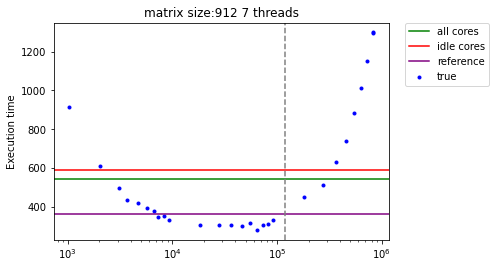 matrix size:912 7 threads
Execution time
1200
1000
800
600
400
10³
10⁴
10⁵
10⁶
all cores
idle cores
reference
true